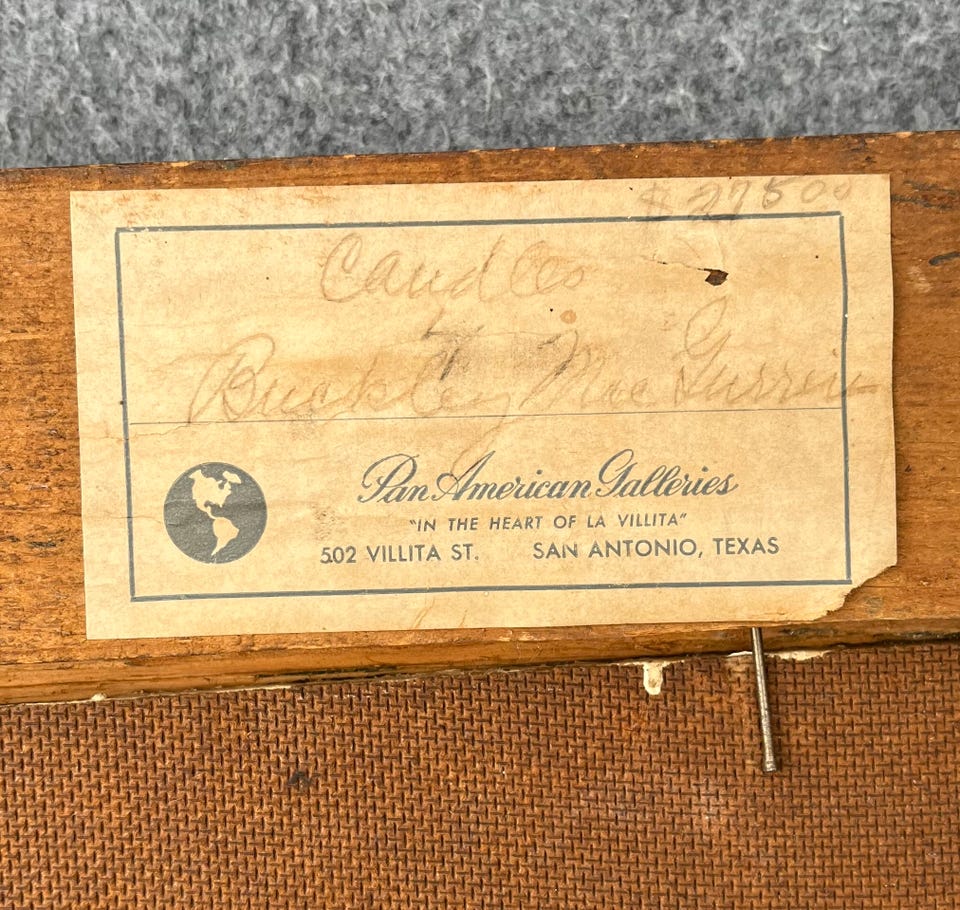 $ 275 00
Candles
by
Buckley MacGurrin
Pan American Galleries
"IN THE HEART OF LA VILLITA"
502 VILLITA ST. SAN ANTONIO, TEXAS